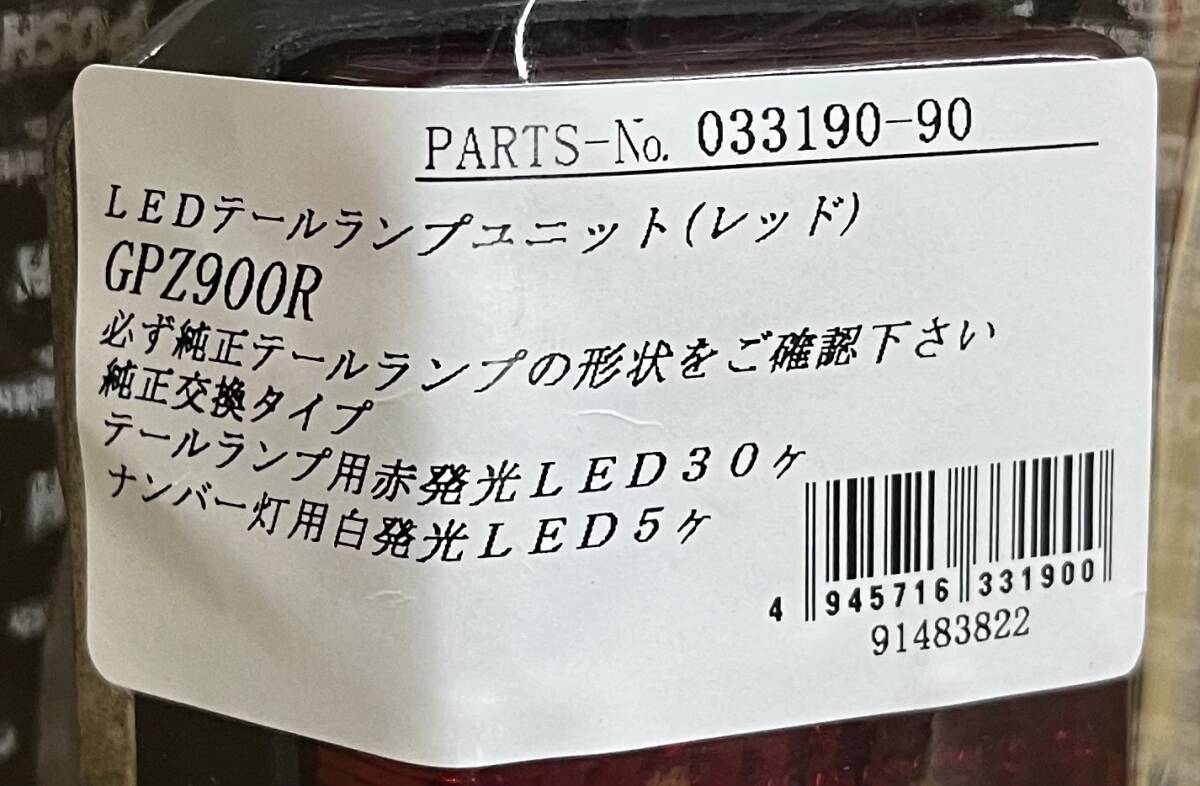 PARTS-No. 033190-90
LEDテールランプユニット(レッド)
GPZ900R
必ず純正テールランプの形状をご確認下さい
純正交換タイプ
テールランプ用赤発光LED30ヶ
ナンバー灯用白発光LED5ヶ
4 945716 331900
91483822